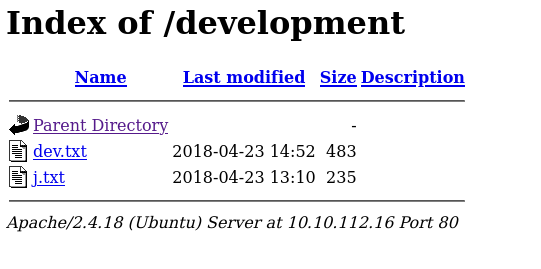 Index of /development
Name Last modified Size Description
Parent Directory -
dev.txt 2018-04-23 14:52 483
j.txt 2018-04-23 13:10 235
Apache/2.4.18 (Ubuntu) Server at 10.10.112.16 Port 80